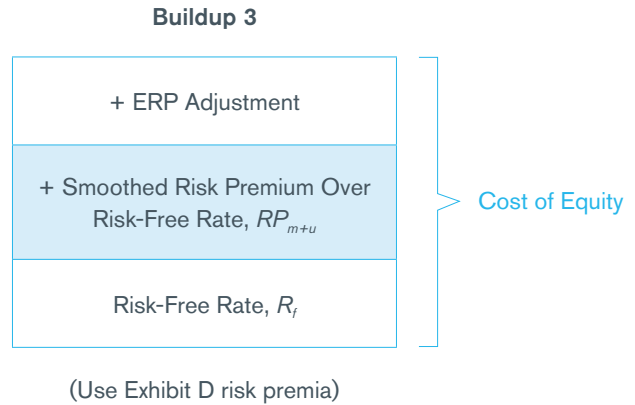 Buildup 3
+ ERP Adjustment
+ Smoothed Risk Premium Over
Risk-Free Rate, RPm+u
Cost of Equity
Risk-Free Rate, Rf
(Use Exhibit D risk premia)